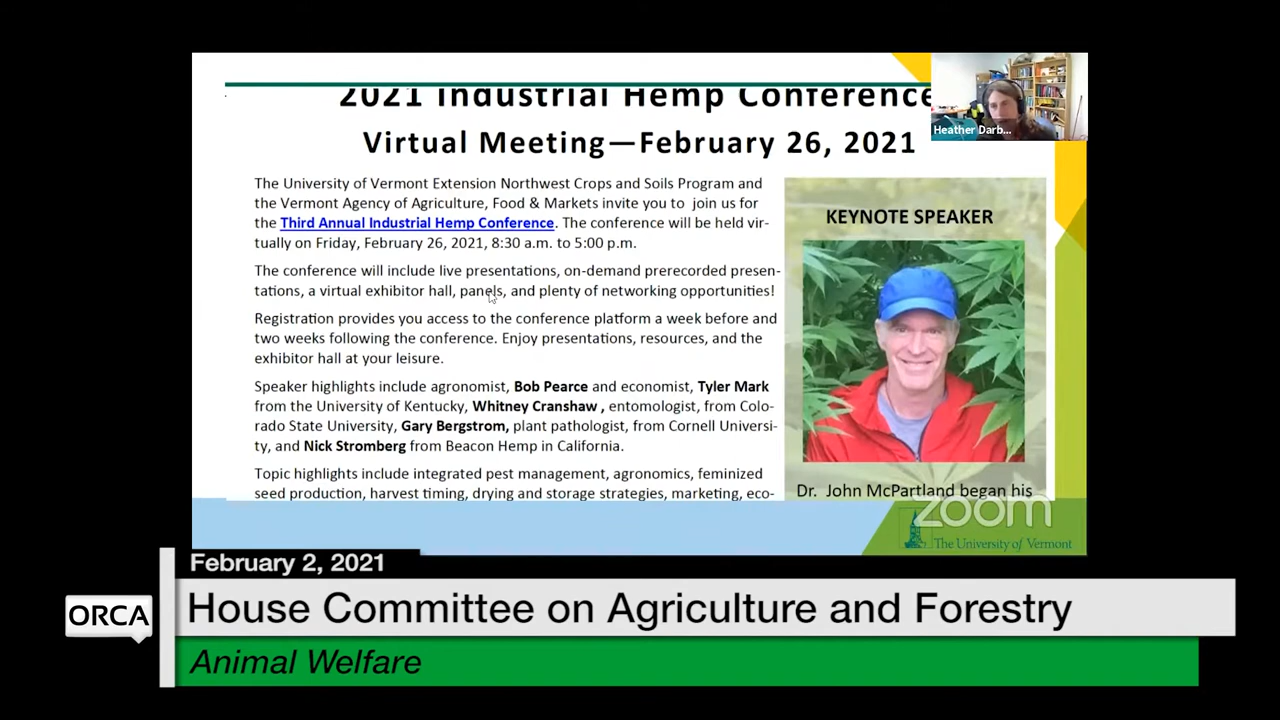 2021 Industrial Hemp Conference
Virtual Meeting—February 26, 2021
Heather Darb...
The University of Vermont Extension Northwest Crops and Soils Program and
the Vermont Agency of Agriculture, Food & Markets invite you to join us for
the Third Annual Industrial Hemp Conference. The conference will be held vir-
tually on Friday, February 26, 2021, 8:30 a.m. to 5:00 p.m.
The conference will include live presentations, on-demand prerecorded presen-
tations, a virtual exhibitor hall, panels, and plenty of networking opportunities!
Registration provides you access to the conference platform a week before and
two weeks following the conference. Enjoy presentations, resources, and the
exhibitor hall at your leisure.
Speaker highlights include agronomist, Bob Pearce and economist, Tyler Mark
from the University of Kentucky, Whitney Cranshaw , entomologist, from Colo-
rado State University, Gary Bergstrom, plant pathologist, from Cornell Universi-
ty, and Nick Stromberg from Beacon Hemp in California.
Topic highlights include integrated pest management, agronomics, feminized
seed production, harvest timing, drying and storage strategies, marketing, eco-
KEYNOTE SPEAKER
Dr. John McPartland began his
zoom
The University of Vermont
February 2, 2021
ORCA
House Committee on Agriculture and Forestry
Animal Welfare